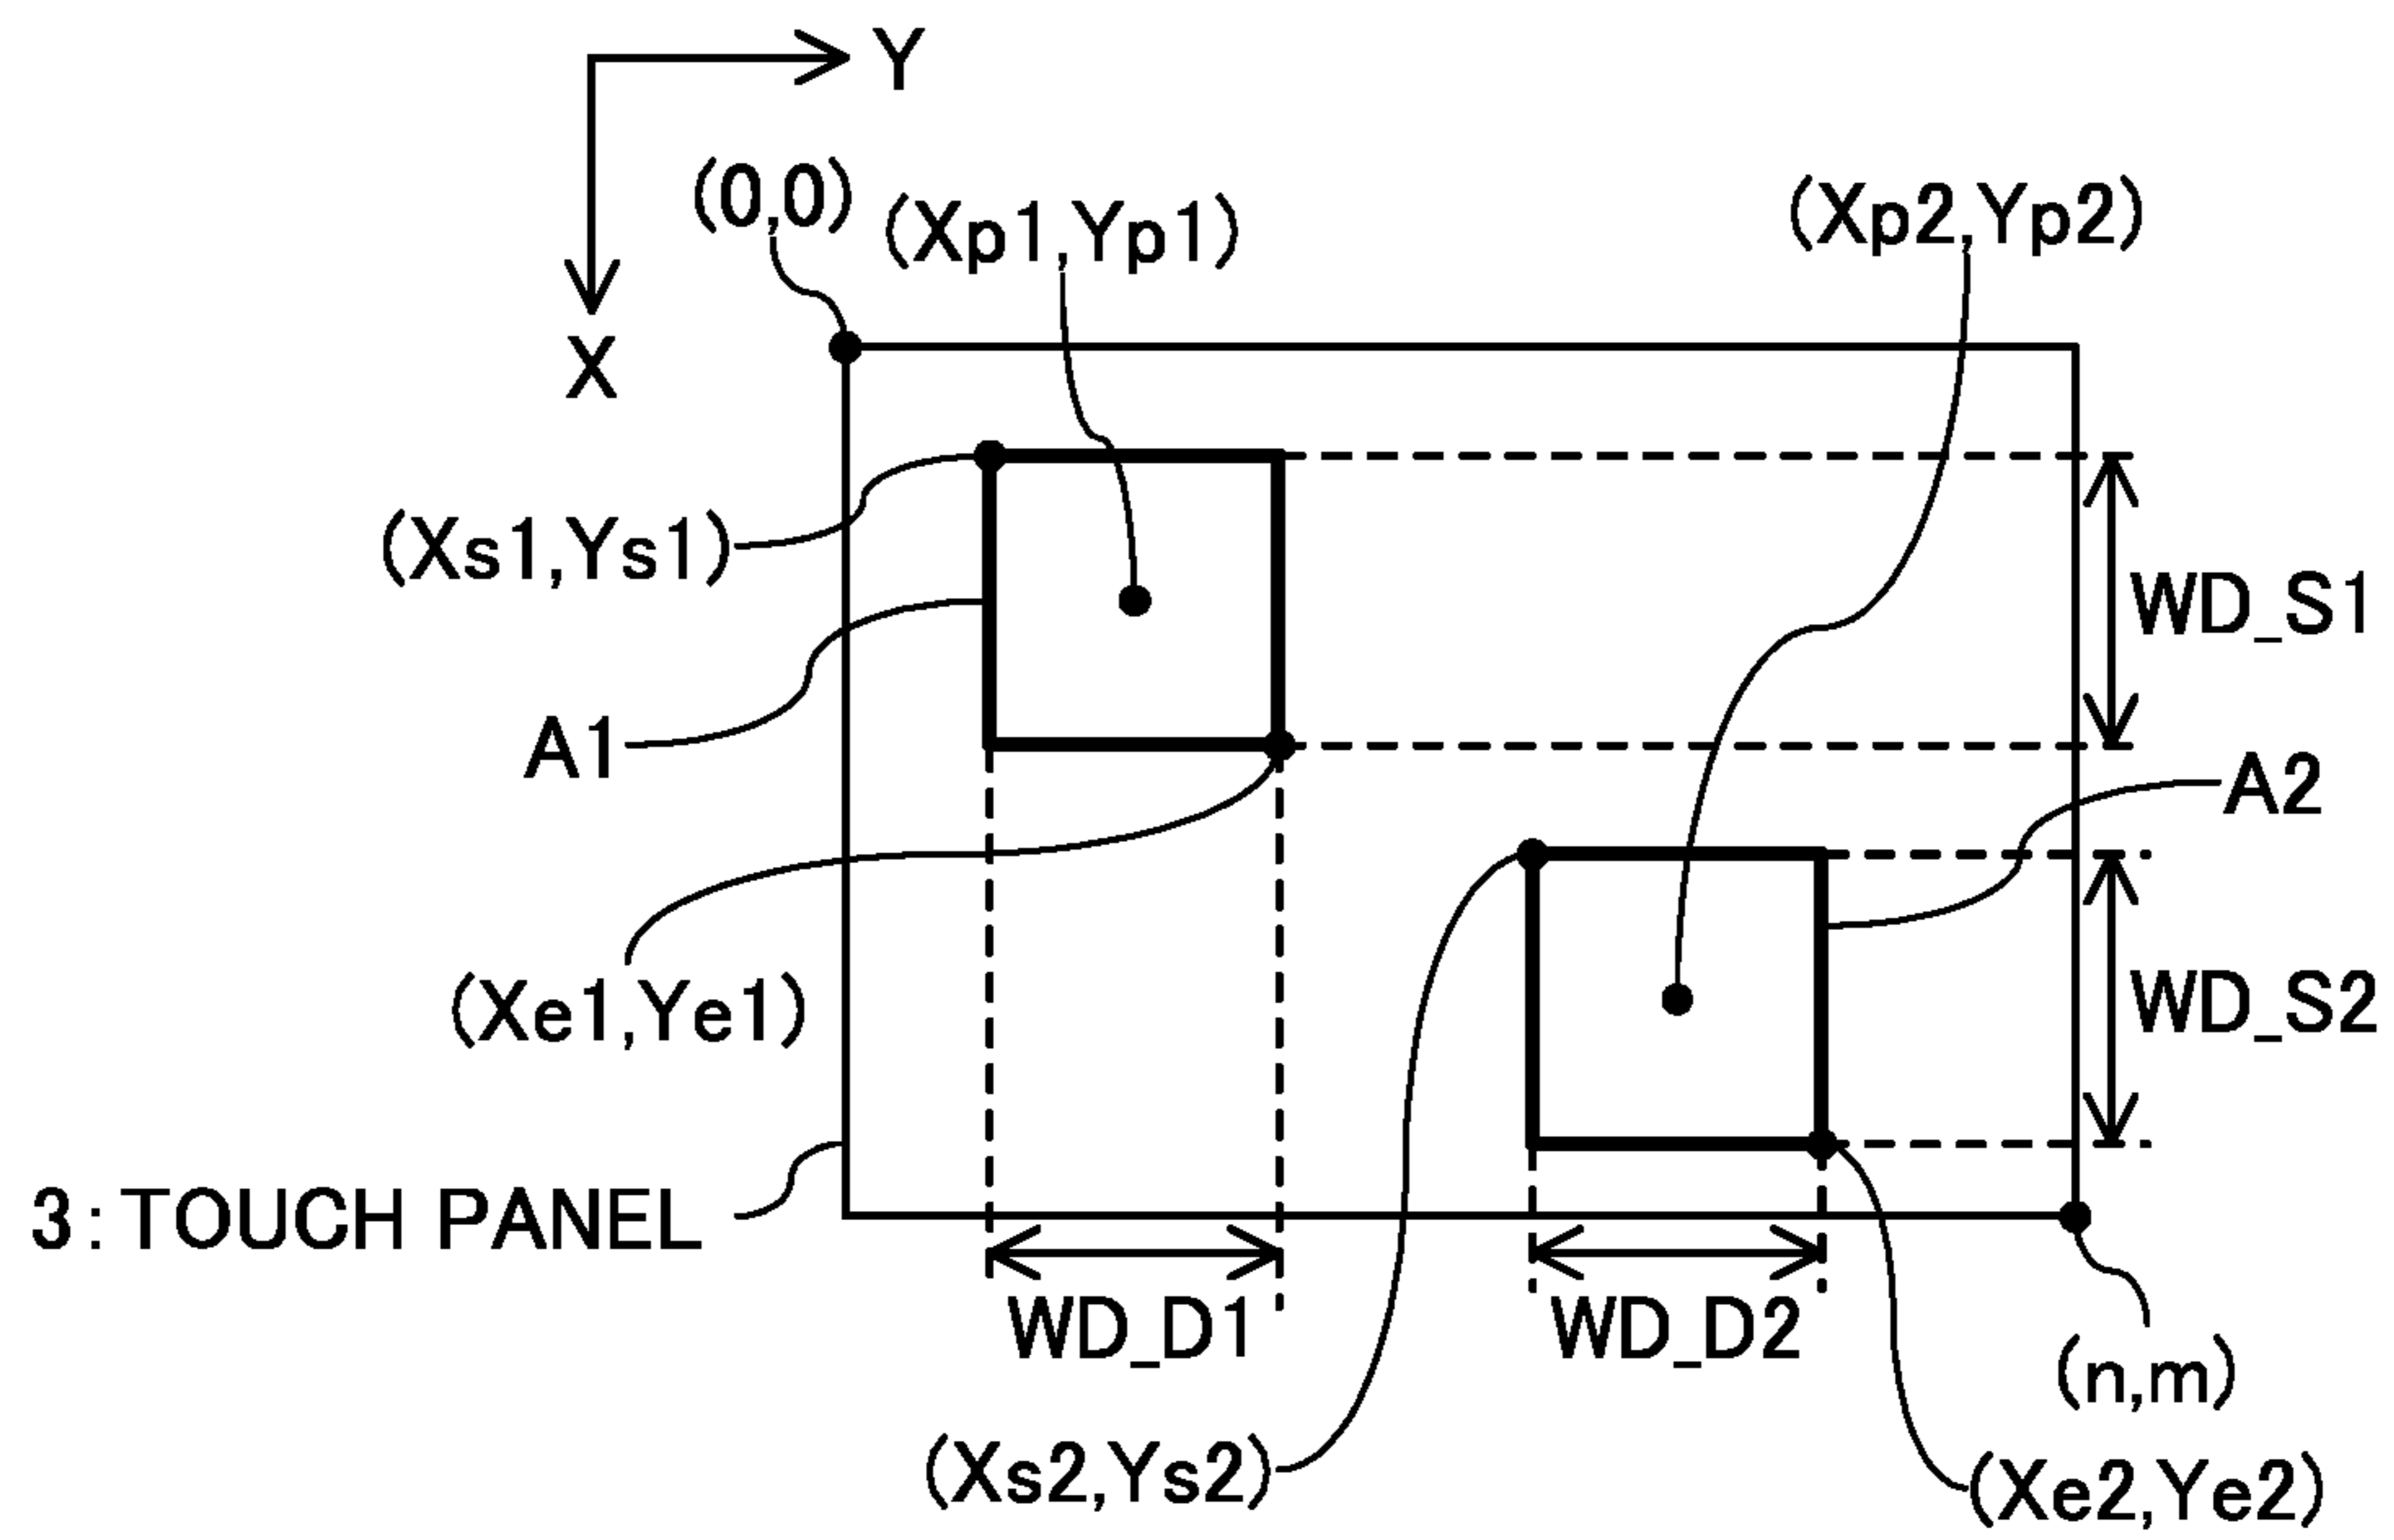 Y
X
(0,0)
(Xp1,Yp1)
(Xp2,Yp2)
(Xs1,Ys1)
WD_S1
A1
A2
(Xe1,Ye1)
WD_S2
3:TOUCH PANEL
WD_D1
WD_D2
(n,m)
(Xs2,Ys2)
(Xe2,Ye2)